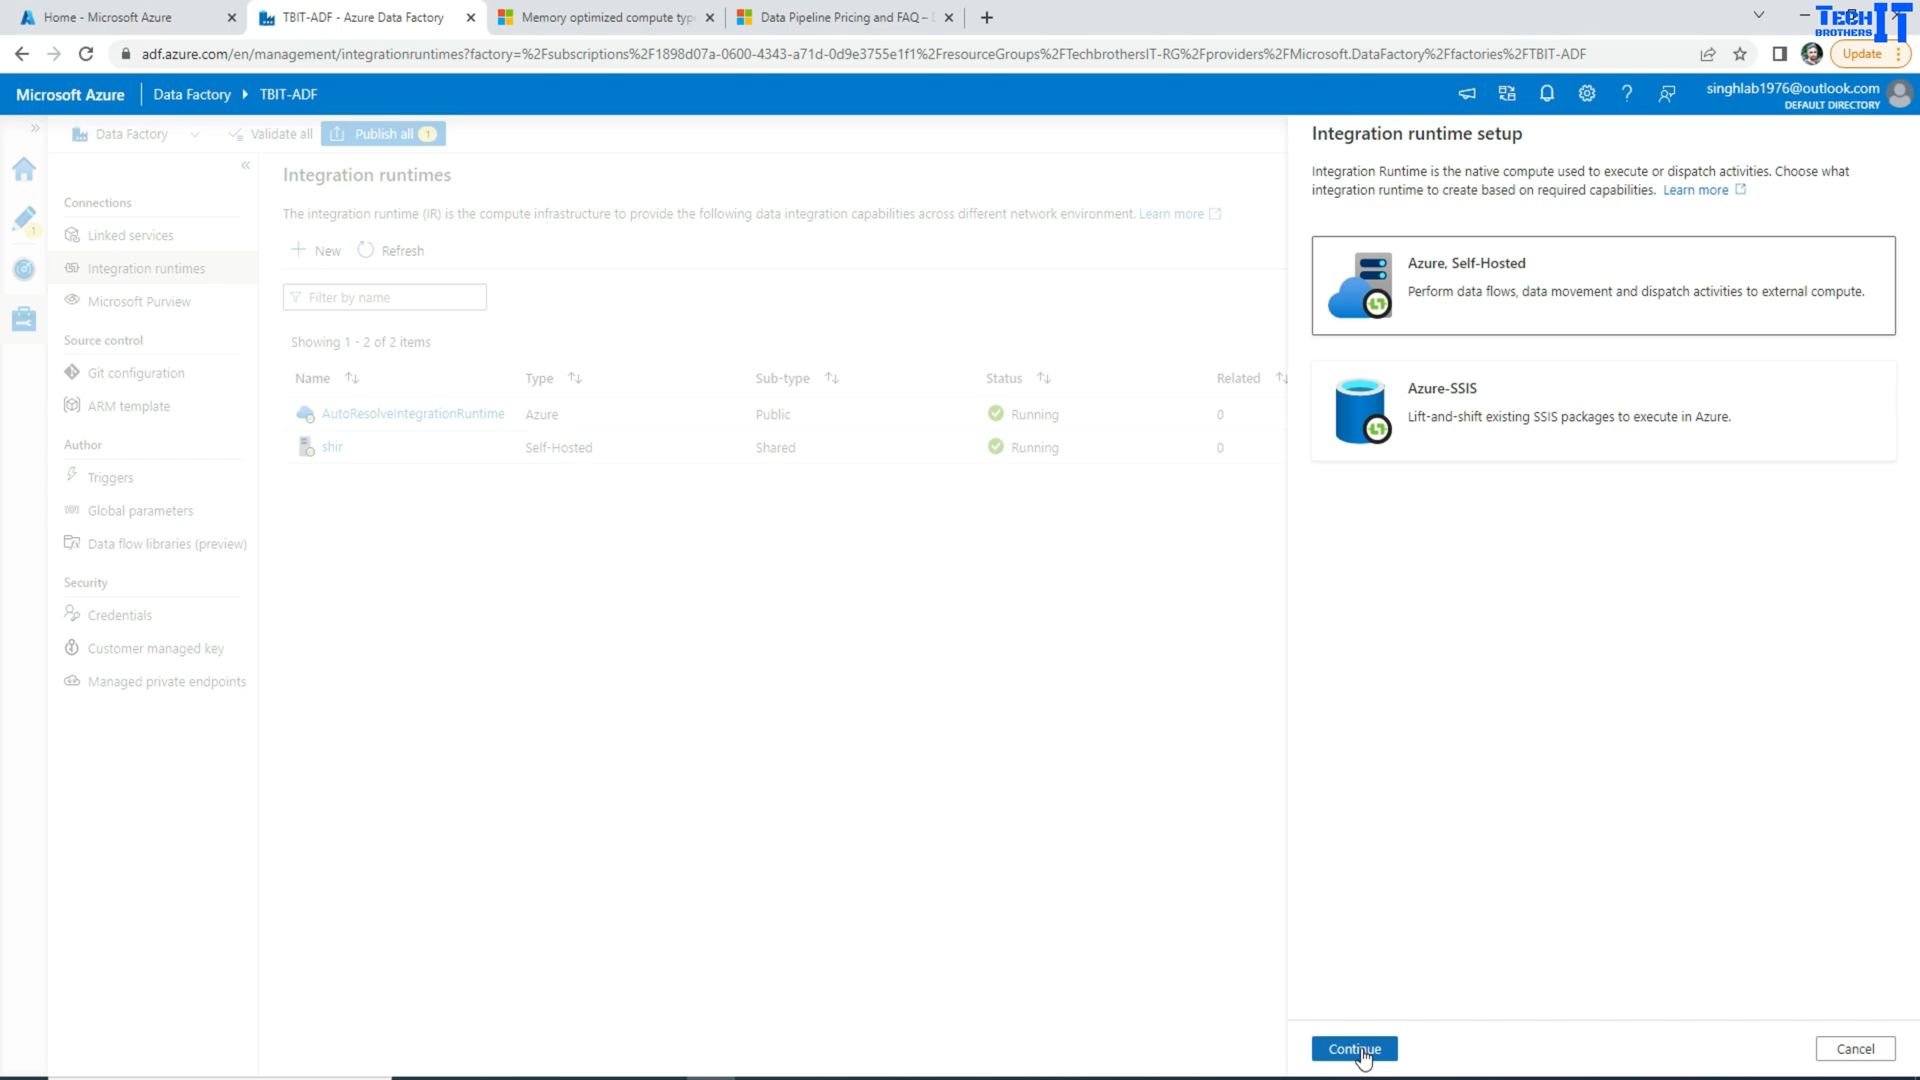 Home - Microsoft Azure
TBIT-ADF - Azure Data Factory
Memory optimized compute typ
Data Pipeline Pricing and FAQ –
TECH IT
BROTHERS
adf.azure.com/en/management/integrationruntimes?factory=%2Fsubscriptions%2F1898d07a-0600-4343-a71d-0d9e3755e1f1%2FresourceGroups%2FTechbrothersIT-RG%2Fproviders%2FMicrosoft.DataFactory%2Ffactories%2FTBIT-ADF
Update
Microsoft Azure
Data Factory
TBIT-ADF
singhlab1976@outlook.com
DEFAULT DIRECTORY
Data Factory
Validate all
Publish all 1
1
Connections
Linked services
Integration runtimes
Microsoft Purview
Source control
Git configuration
ARM template
Author
Triggers
Global parameters
Data flow libraries (preview)
Security
Credentials
Customer managed key
Managed private endpoints
Integration runtimes
The integration runtime (IR) is the compute infrastructure to provide the following data integration capabilities across different network environment. Learn more
New
Refresh
Filter by name
Showing 1 - 2 of 2 items
Name Type Sub-type Status Related
AutoResolveIntegrationRuntime Azure Public Running 0
shir Self-Hosted Shared Running 0
Integration runtime setup
Integration Runtime is the native compute used to execute or dispatch activities. Choose what
integration runtime to create based on required capabilities. Learn more
Azure, Self-Hosted
Perform data flows, data movement and dispatch activities to external compute.
Azure-SSIS
Lift-and-shift existing SSIS packages to execute in Azure.
Continue
Cancel